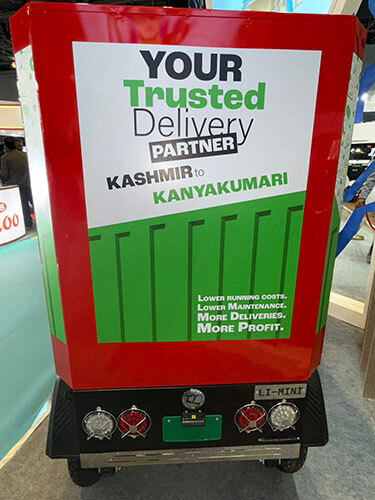 YOUR
Trusted
Delivery
PARTNER
KASHMIR to
KANYAKUMARI
LOWER RUNNING COSTS.
LOWER MAINTENANCE.
MORE DELIVERIES.
MORE PROFIT.
LI-MINI